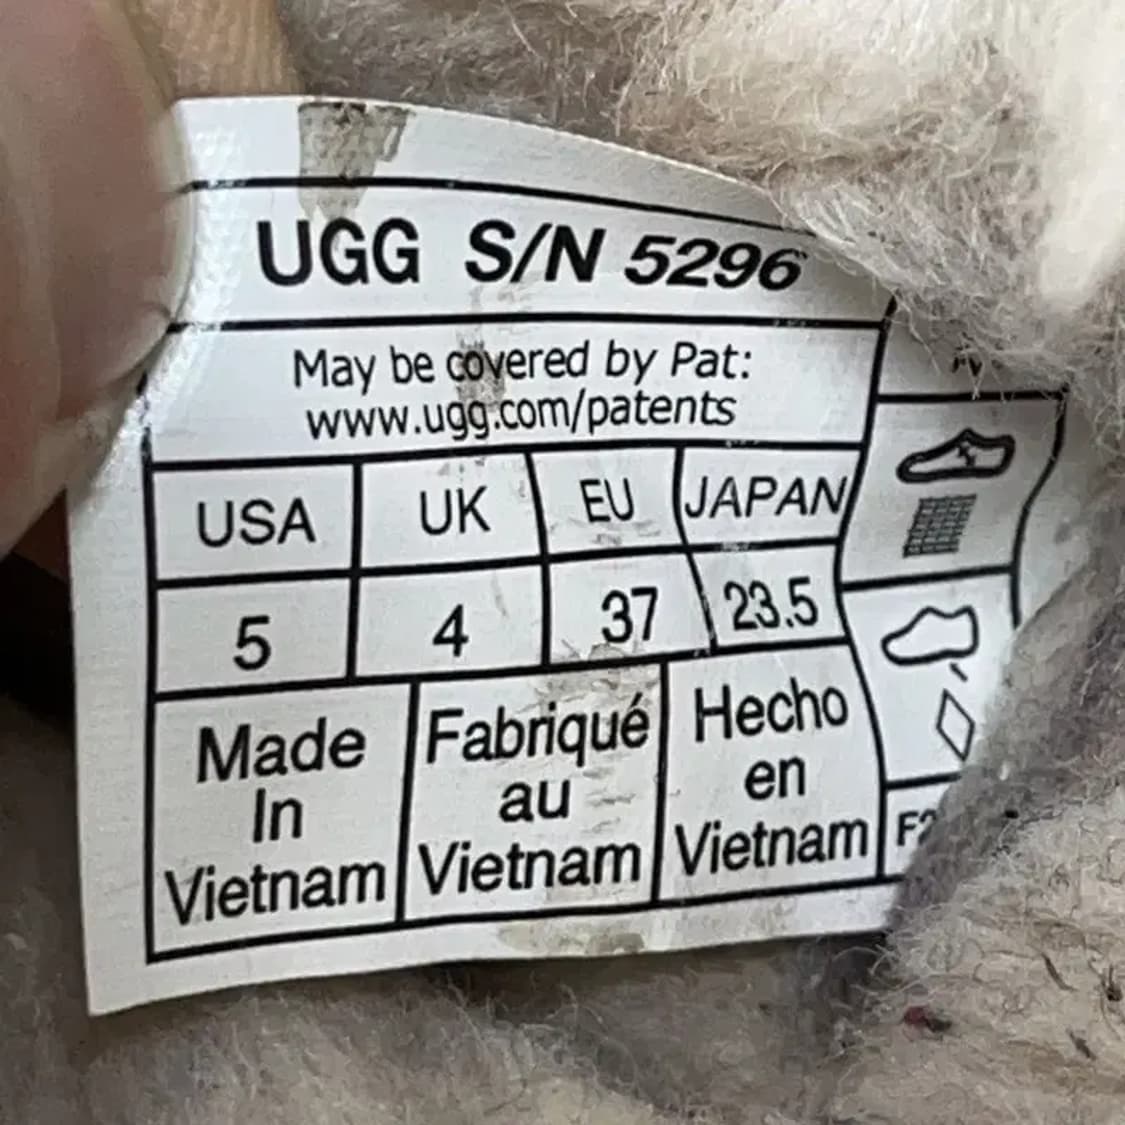 UGG S/N 5296
May be covered by Pat:
www.ugg.com/patents
USA UK EU JAPAN
5 4 37 23.5
Made
In
Vietnam
Fabriqué
au
Vietnam
Hecho
en
Vietnam